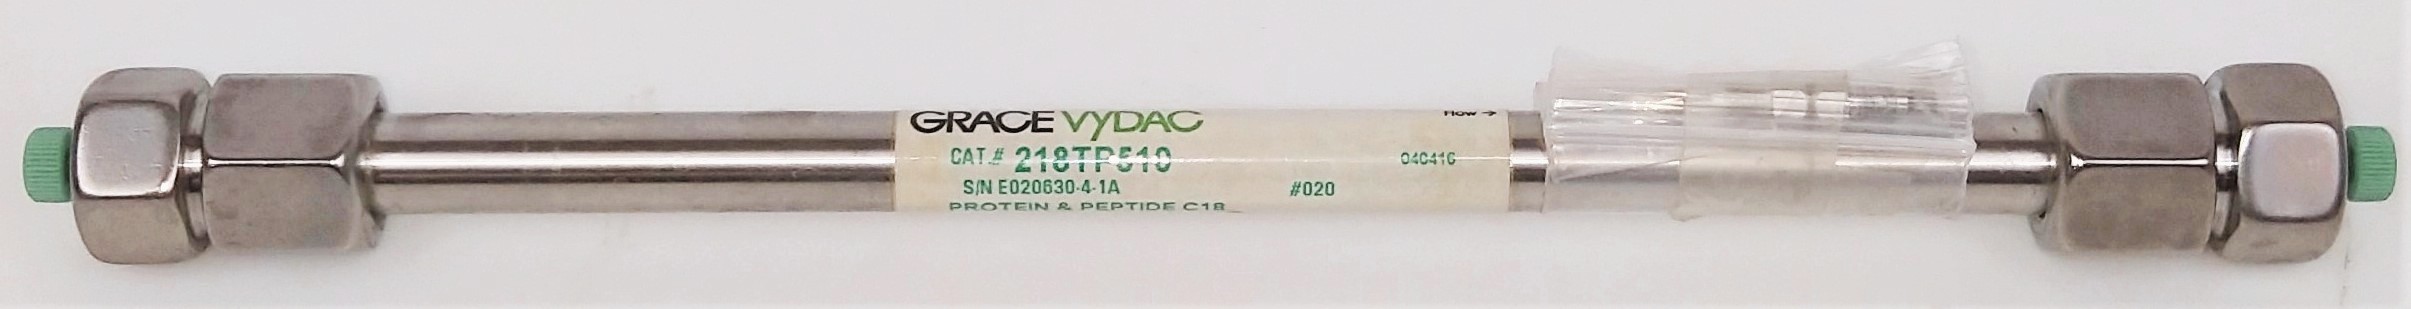 GRACE VYDAC Flow →
CAT.# 218TP510 040416
S/N E020630-4-1A #020
PROTEIN & PEPTIDE C18